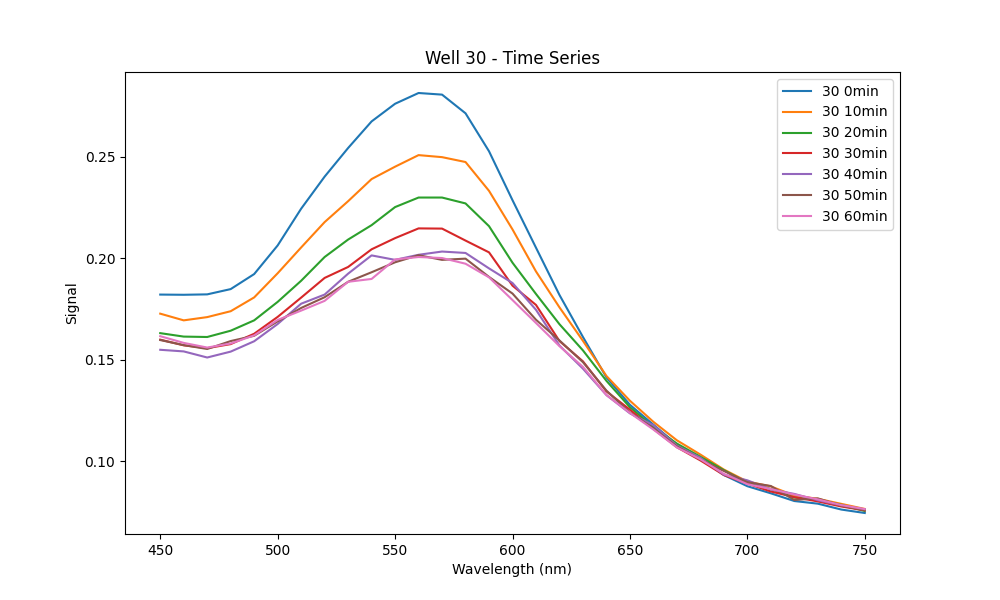 Well 30 - Time Series
30 0min
30 10min
30 20min
30 30min
30 40min
30 50min
30 60min
Signal
0.25
0.20
0.15
0.10
450 500 550 600 650 700 750
Wavelength (nm)